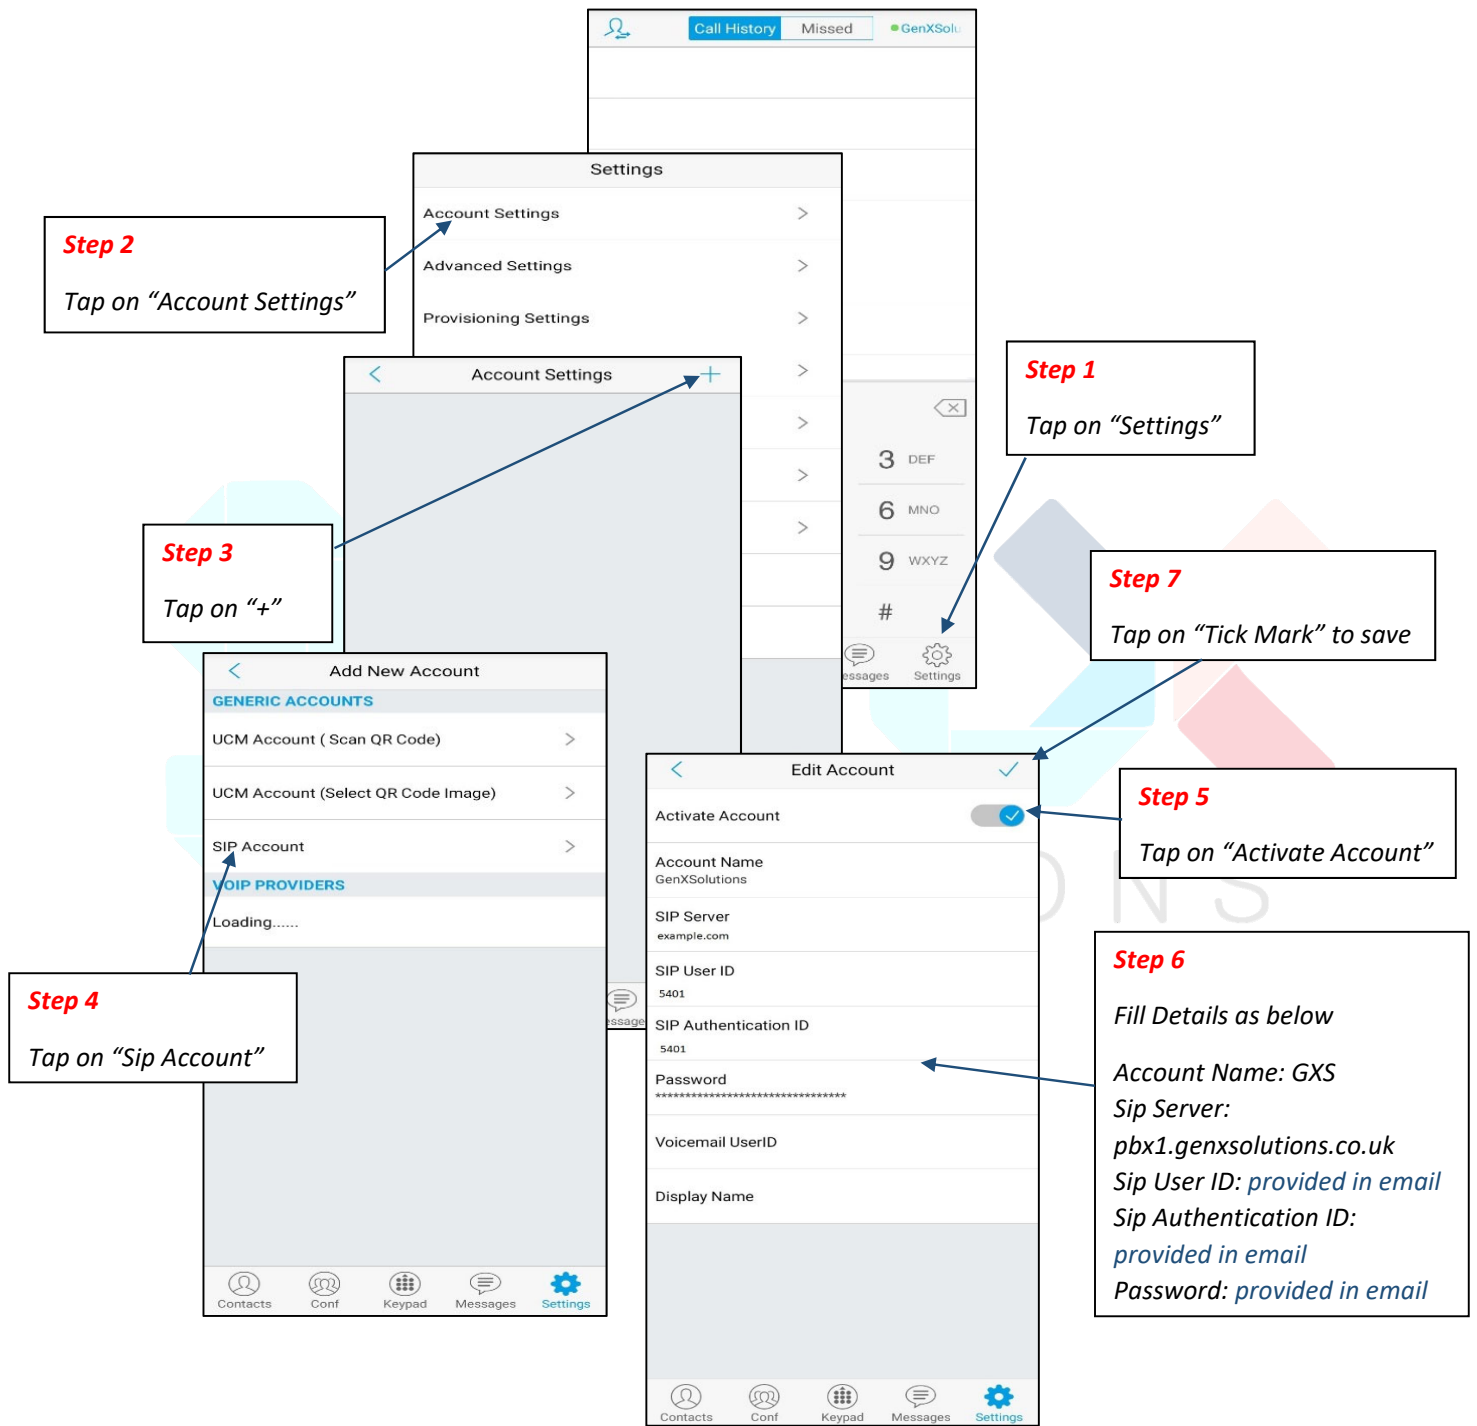 Call History Missed GenXSolu
Settings
Account Settings
Advanced Settings
Provisioning Settings
Step 2
Tap on “Account Settings”
Account Settings
Step 1
Tap on “Settings”
3 DEF
6 MNO
9 WXYZ
#
essages Settings
Step 3
Tap on “+”
Step 7
Tap on “Tick Mark” to save
Add New Account
GENERIC ACCOUNTS
UCM Account ( Scan QR Code)
UCM Account (Select QR Code Image)
SIP Account
VOIP PROVIDERS
Loading......
essage
Step 4
Tap on “Sip Account”
Contacts Conf Keypad Messages Settings
Edit Account
Activate Account
Account Name
GenXSolutions
SIP Server
example.com
SIP User ID
5401
SIP Authentication ID
5401
Password
********************************
Voicemail UserID
Display Name
Contacts Conf Keypad Messages Settings
Step 5
Tap on “Activate Account”
O N S
Step 6
Fill Details as below
Account Name: GXS
Sip Server:
pbx1.genxsolutions.co.uk
Sip User ID: provided in email
Sip Authentication ID:
provided in email
Password: provided in email